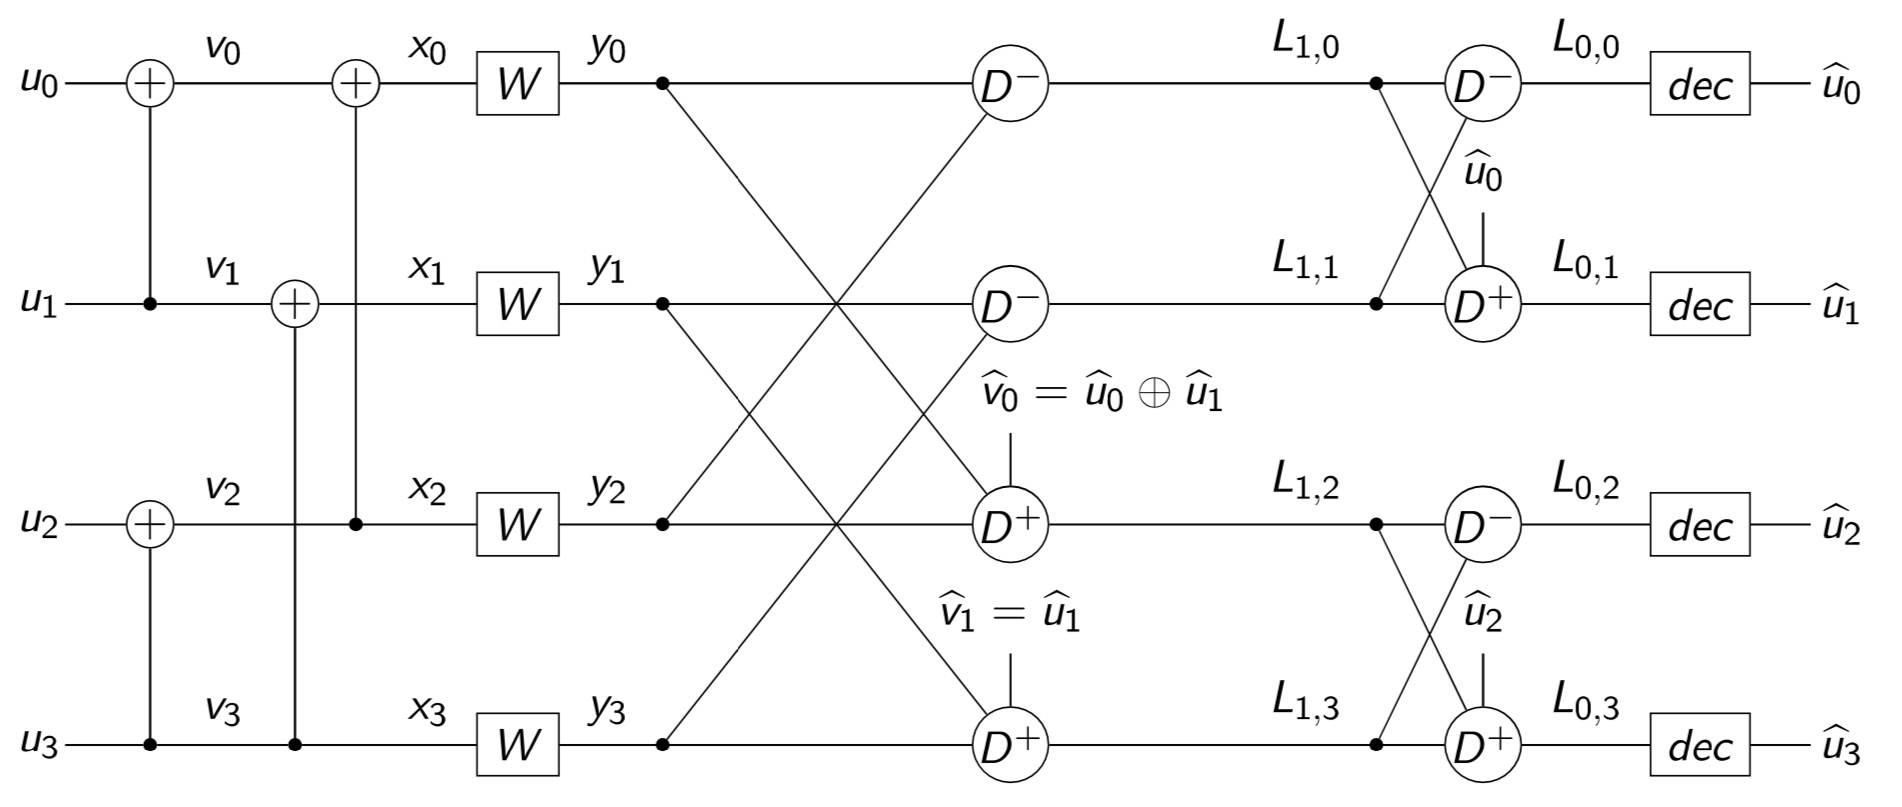 v₀ x₀ y₀ L₁,₀ L₀,₀
u₀ + + W D⁻ D⁻ dec û₀
û₀
v₁ x₁ y₁ L₁,₁ L₀,₁
u₁ + W D⁻ D⁺ dec û₁
v̂₀ = û₀ ⊕ û₁
v₂ x₂ y₂ L₁,₂ L₀,₂
u₂ + W D⁺ D⁻ dec û₂
v̂₁ = û₁ û₂
v₃ x₃ y₃ L₁,₃ L₀,₃
u₃ W D⁺ D⁺ dec û₃